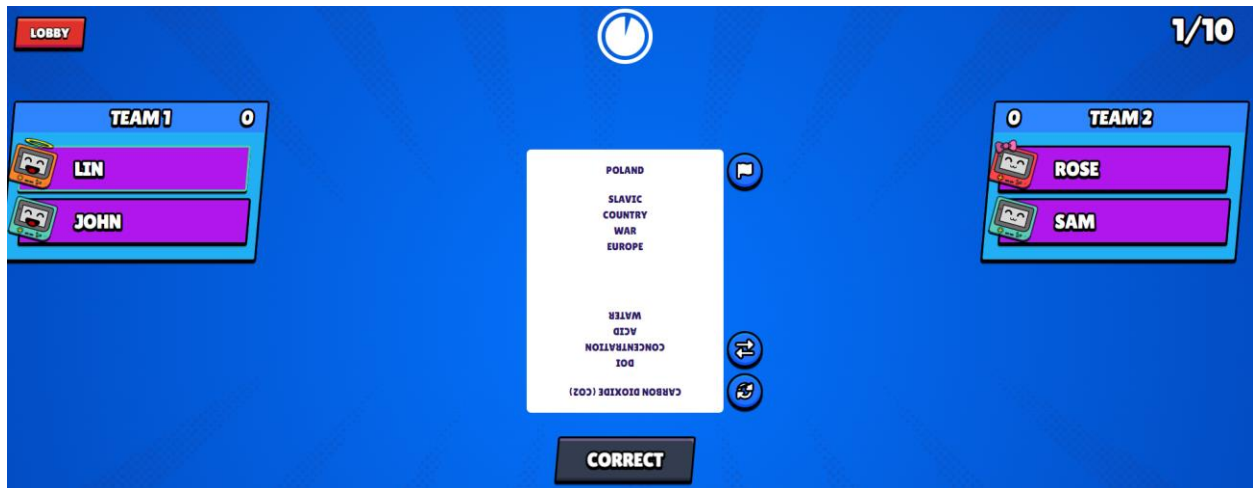 LOBBY
1/10
TEAM 1 0
LIN
JOHN
0 TEAM 2
ROSE
SAM
POLAND
SLAVIC
COUNTRY
WAR
EUROPE
CARBON DIOXIDE (CO2)
DOI
CONCENTRATION
ACID
WATER
CORRECT